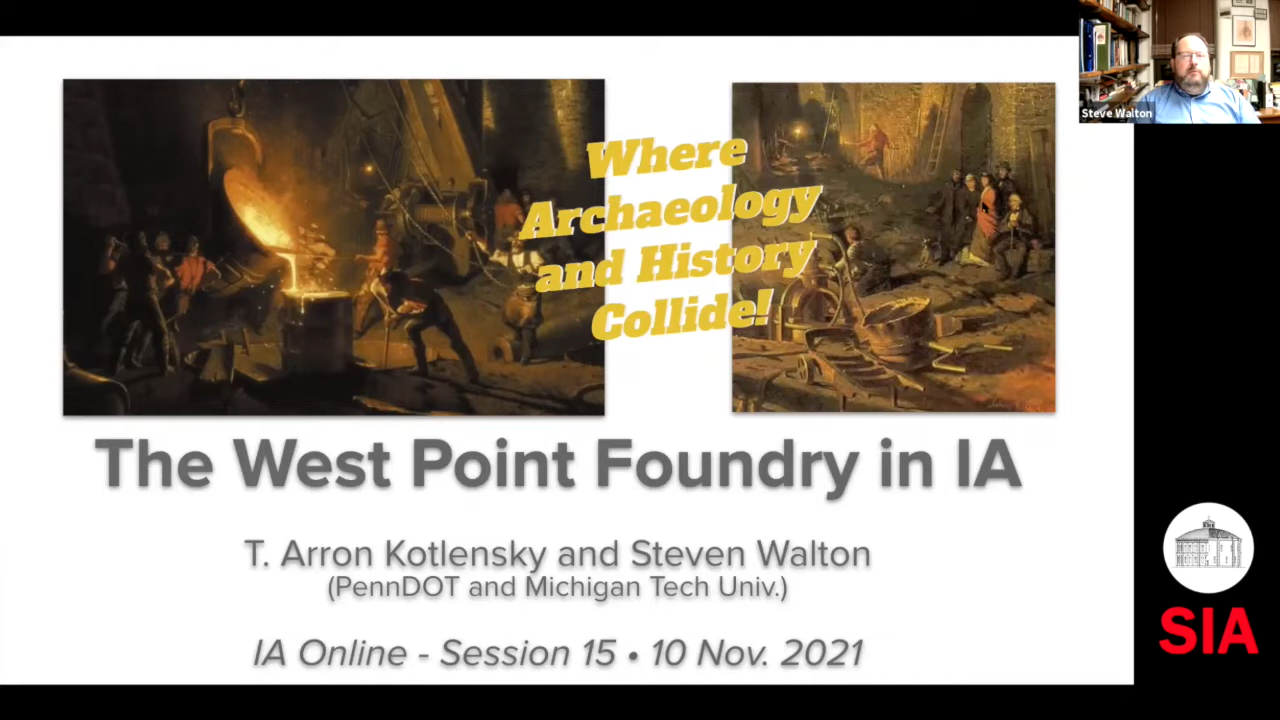 Steve Walton
Where
Archaeology
and History
Collide!
The West Point Foundry in IA
T. Arron Kotlensky and Steven Walton
(PennDOT and Michigan Tech Univ.)
IA Online - Session 15 • 10 Nov. 2021
SIA